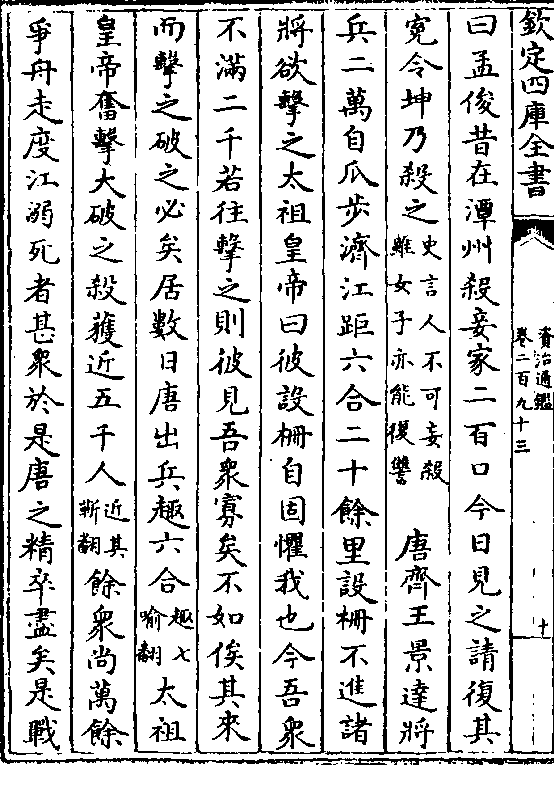 欽定四庫全書
資治通鑑
卷二百九十三
十
曰孟俊昔在潭州殺妾家二百口今日見之請復其
寃令坤乃殺之史言人不可妄殺雖女子亦能復讐 唐齊王景達將
兵二萬自瓜步濟江距六合二十餘里設柵不進諸
將欲擊之太祖皇帝曰彼設柵自固懼我也今吾衆
不滿二千若往擊之則彼見吾衆寡矣不如俟其來
而擊之破之必矣居數日唐出兵趣六合趣七喻翻太祖
皇帝奮擊大破之殺獲近五千人近其靳翻餘衆尚萬餘
爭舟走度江溺死者甚衆於是唐之精卒盡矣是戰